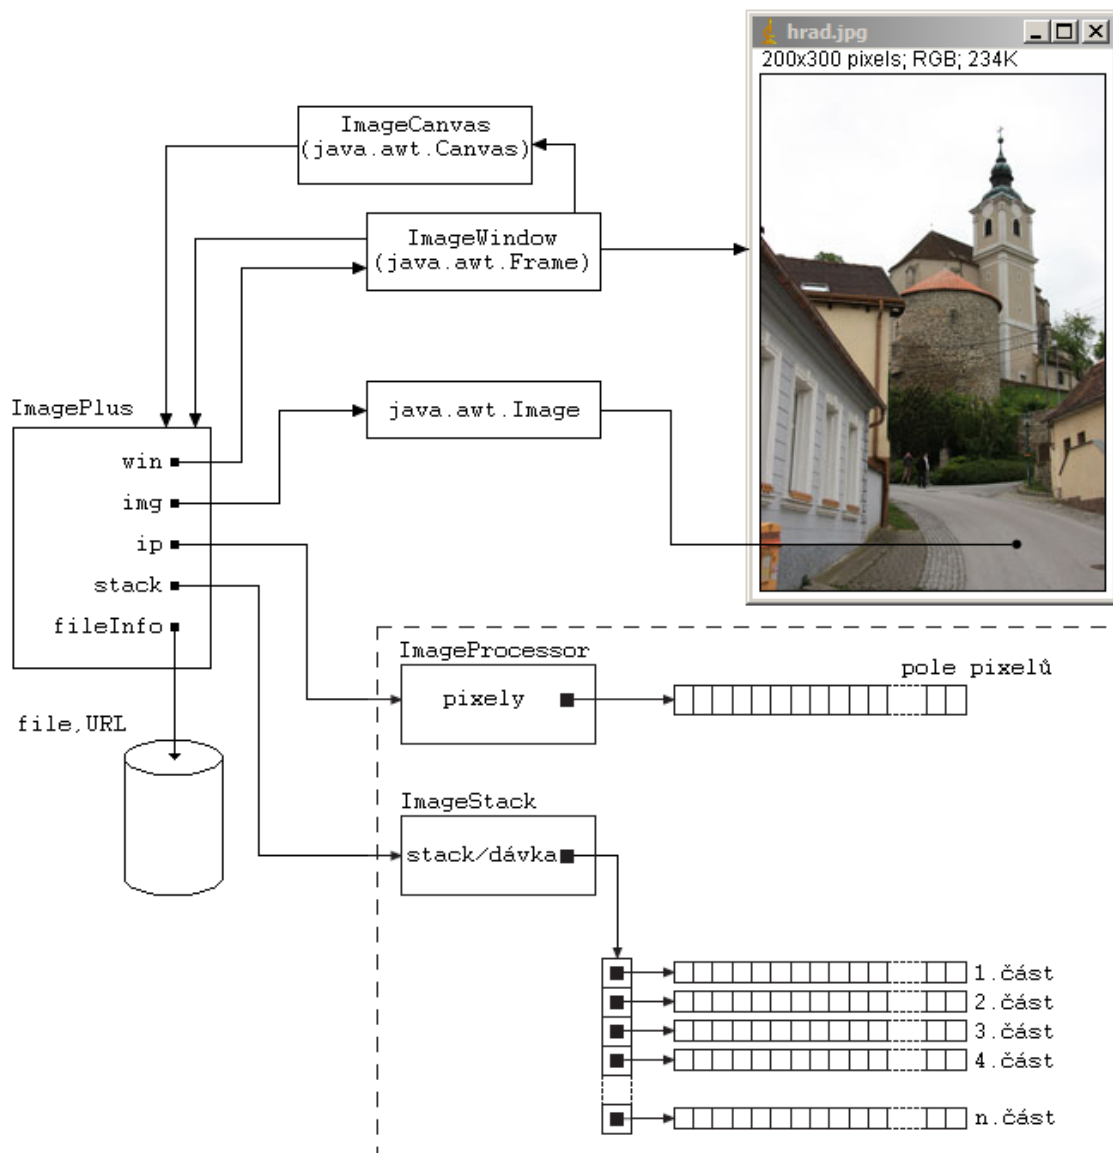 hrad.jpg
200x300 pixels; RGB; 234K
ImageCanvas
(java.awt.Canvas)
ImageWindow
(java.awt.Frame)
java.awt.Image
ImagePlus
win
img
ip
stack
fileInfo
file,URL
ImageProcessor
pixely
pole pixelů
ImageStack
stack/dávka
1.část
2.část
3.část
4.část
n.část